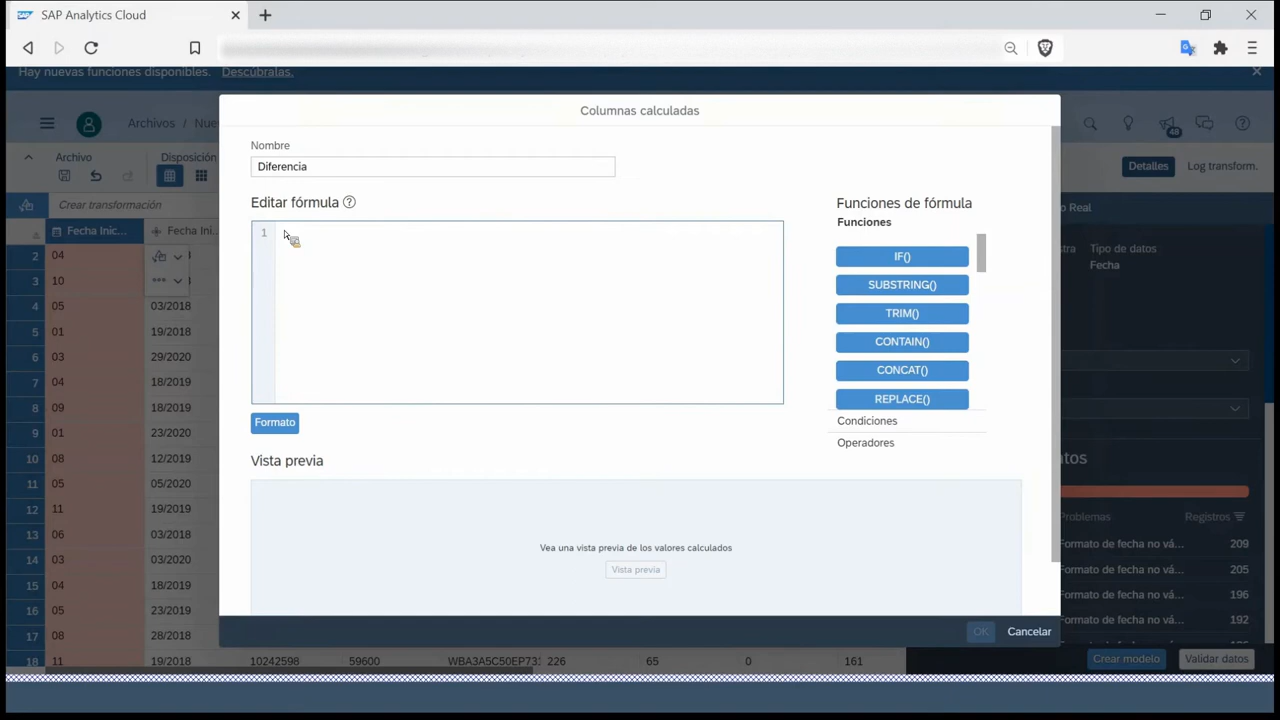 SAP Analytics Cloud
Hay nuevas funciones disponibles. Descúbralas.
Archivos / Nue
48
Archivo
Disposición
Detalles
Log transform.
Crear transformación
Columnas calculadas
Nombre
Diferencia
Editar fórmula ?
1
Formato
Funciones de fórmula
Funciones
IF()
SUBSTRING()
TRIM()
CONTAIN()
CONCAT()
REPLACE()
Condiciones
Operadores
Vista previa
Vea una vista previa de los valores calculados
Vista previa
OK Cancelar
Real
Tipo de datos
Fecha
Problemas Registros
Formato de fecha no vá... 209
Formato de fecha no vá... 205
Formato de fecha no vá... 196
Formato de fecha no vá... 192
Crear modelo Validar datos
Fecha Inic... Fecha Ini...
2 04
3 10
4 05 03/2018
5 01 19/2018
6 03 29/2020
7 04 18/2019
8 09 18/2019
9 01 23/2020
10 08 12/2019
11 05 05/2020
12 11 19/2018
13 06 03/2018
14 03 03/2020
15 04 18/2019
16 05 23/2019
17 08 28/2018
18 11 19/2018 10242598 59600 WBA3A5C50EP73 226 65 0 161